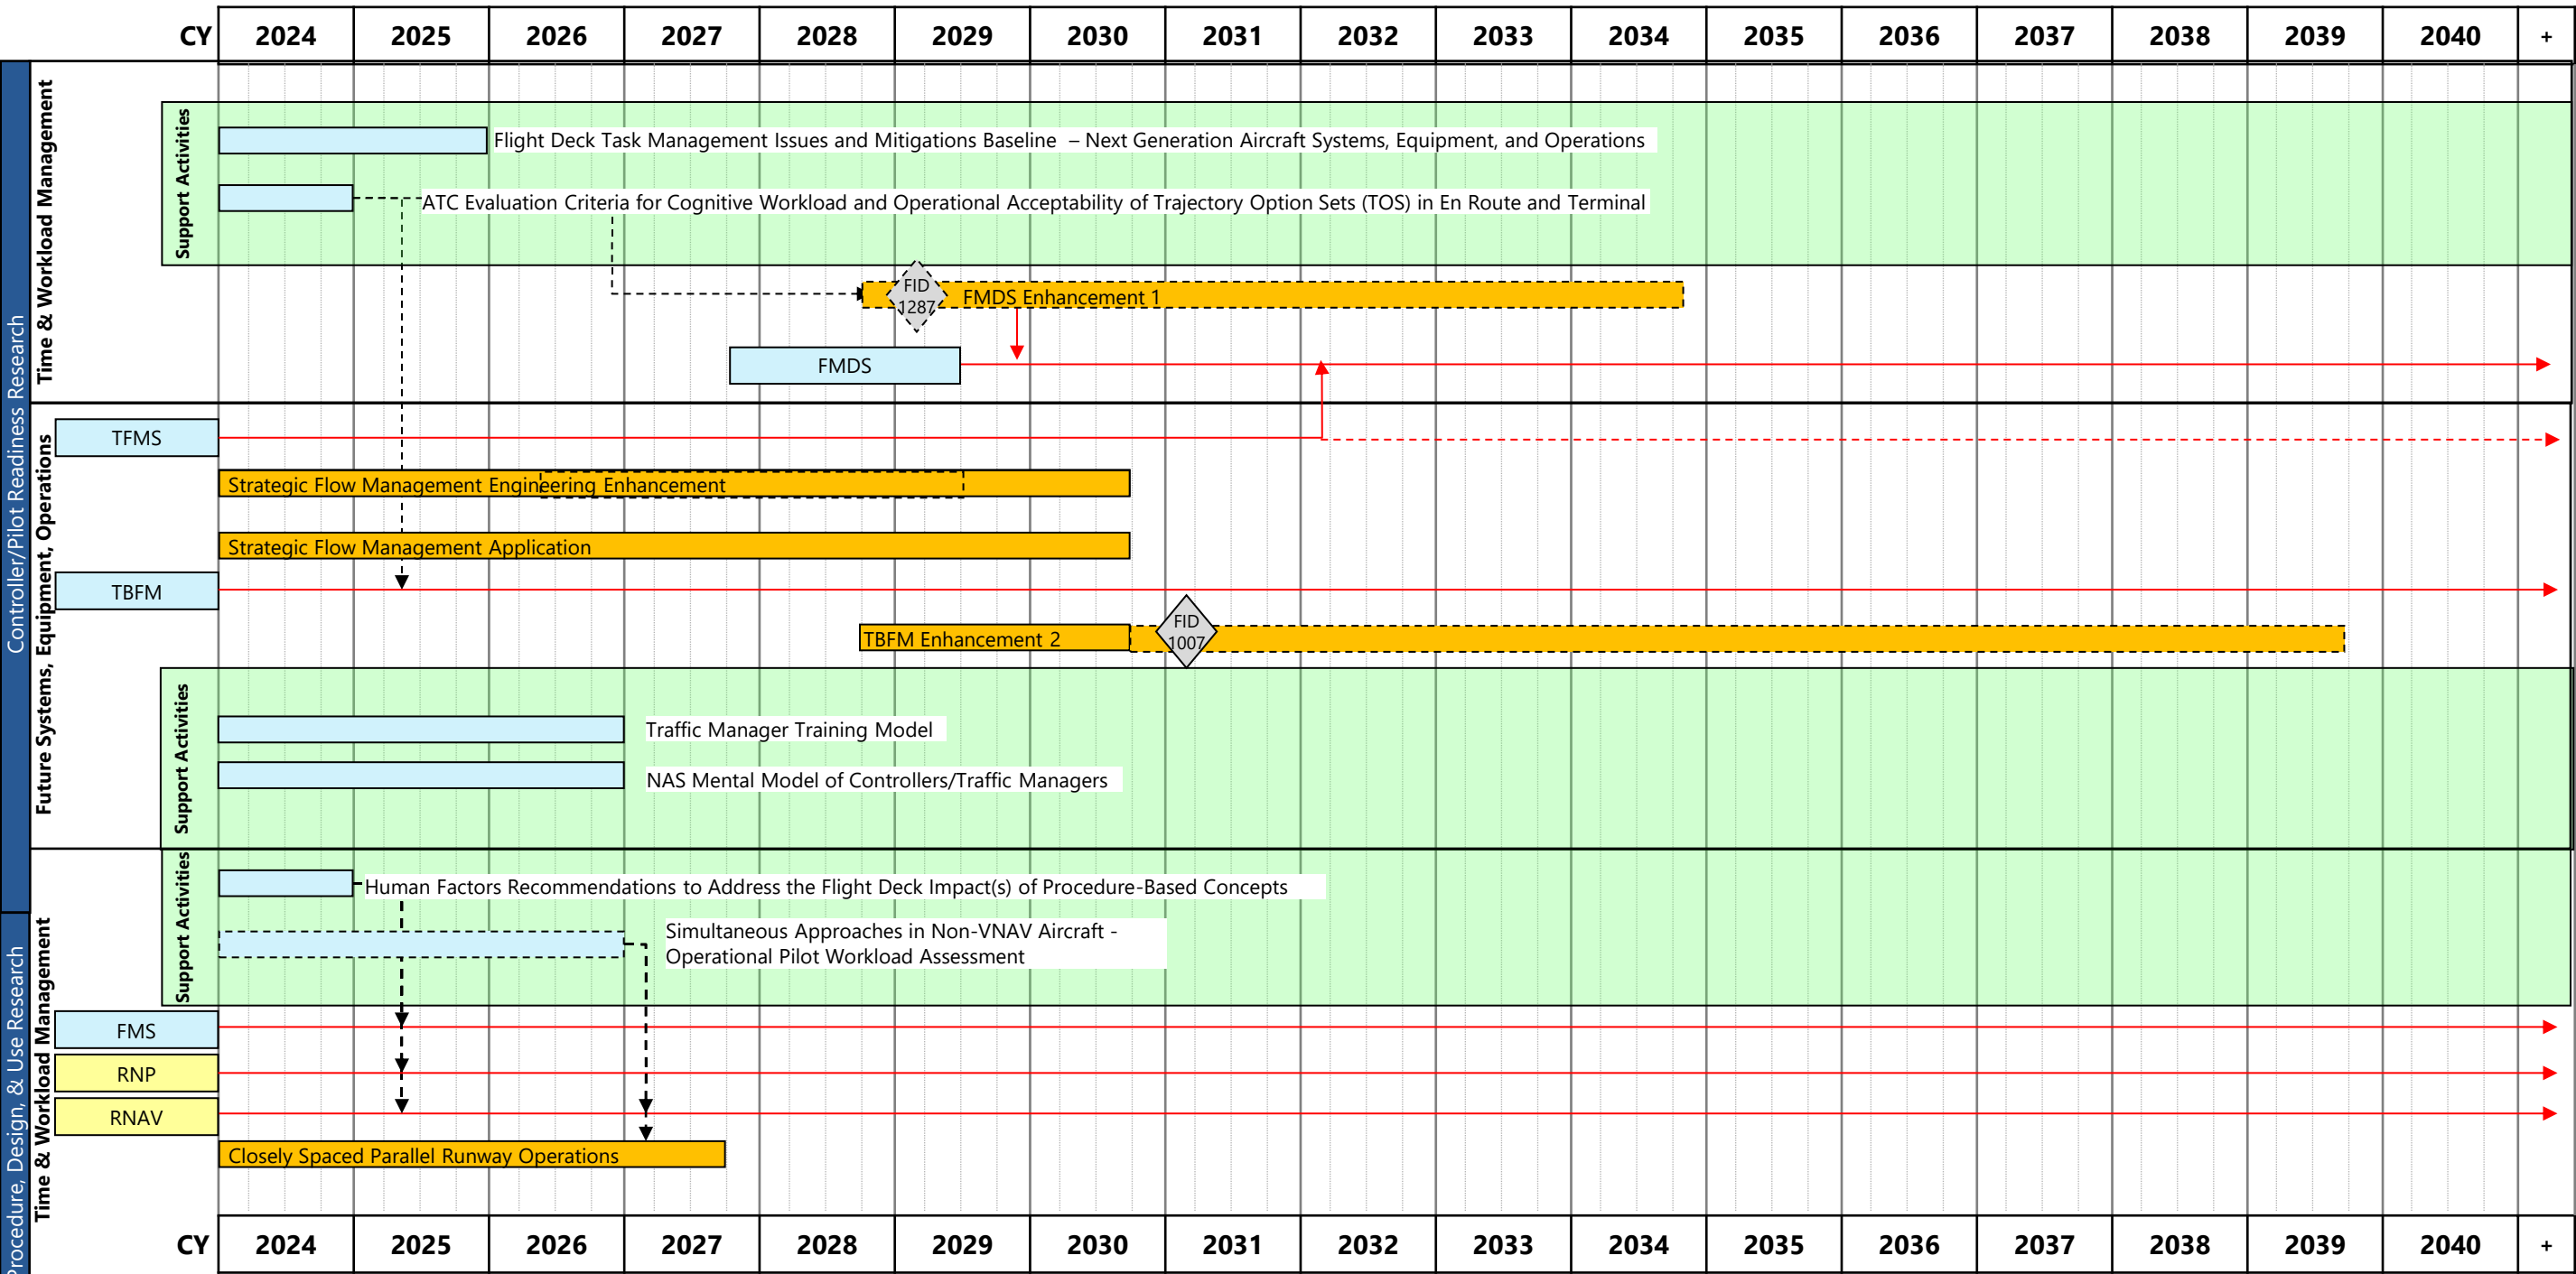 CY 2024 2025 2026 2027 2028 2029 2030 2031 2032 2033 2034 2035 2036 2037 2038 2039 2040 +
Controller/Pilot Readiness Research
Time & Workload Management
Support Activities
Flight Deck Task Management Issues and Mitigations Baseline – Next Generation Aircraft Systems, Equipment, and Operations
ATC Evaluation Criteria for Cognitive Workload and Operational Acceptability of Trajectory Option Sets (TOS) in En Route and Terminal
FID
1287
FMDS Enhancement 1
FMDS
Future Systems, Equipment, Operations
TFMS
Strategic Flow Management Engineering Enhancement
Strategic Flow Management Application
TBFM
TBFM Enhancement 2
FID
1007
Support Activities
Traffic Manager Training Model
NAS Mental Model of Controllers/Traffic Managers
Procedure, Design, & Use Research
Time & Workload Management
Support Activities
Human Factors Recommendations to Address the Flight Deck Impact(s) of Procedure-Based Concepts
Simultaneous Approaches in Non-VNAV Aircraft -
Operational Pilot Workload Assessment
FMS
RNP
RNAV
Closely Spaced Parallel Runway Operations
CY 2024 2025 2026 2027 2028 2029 2030 2031 2032 2033 2034 2035 2036 2037 2038 2039 2040 +